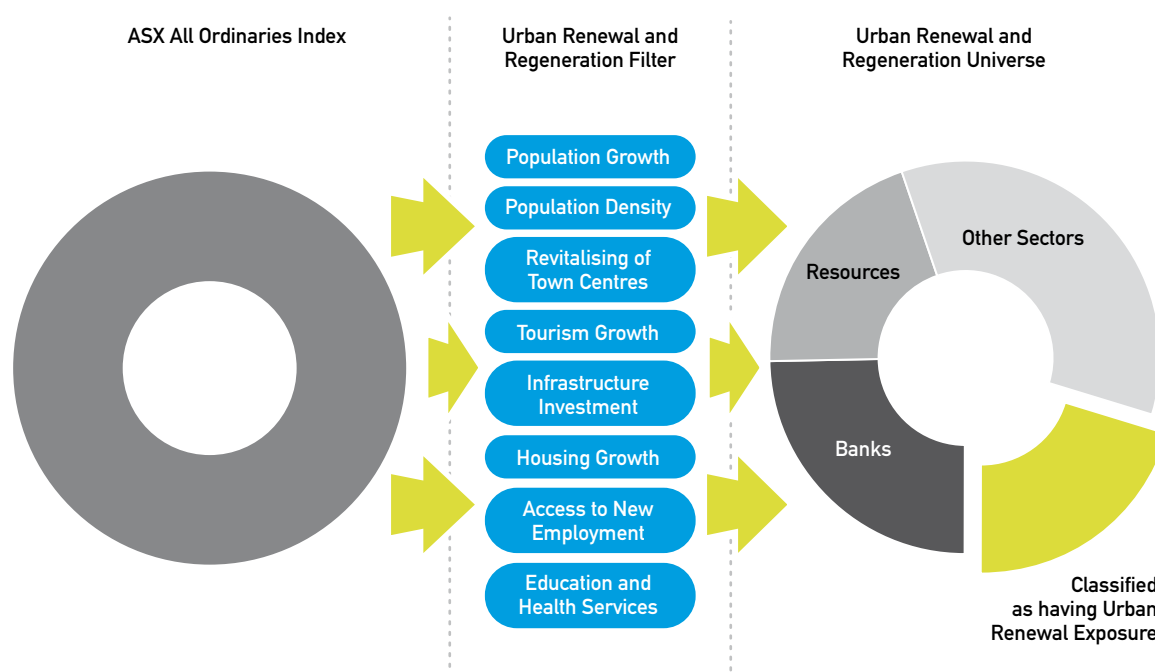 ASX All Ordinaries Index
Urban Renewal and
Regeneration Filter
Urban Renewal and
Regeneration Universe
Population Growth
Population Density
Revitalising of
Town Centres
Tourism Growth
Infrastructure
Investment
Housing Growth
Access to New
Employment
Education and
Health Services
Other Sectors
Resources
Banks
Classified
as having Urban
Renewal Exposure